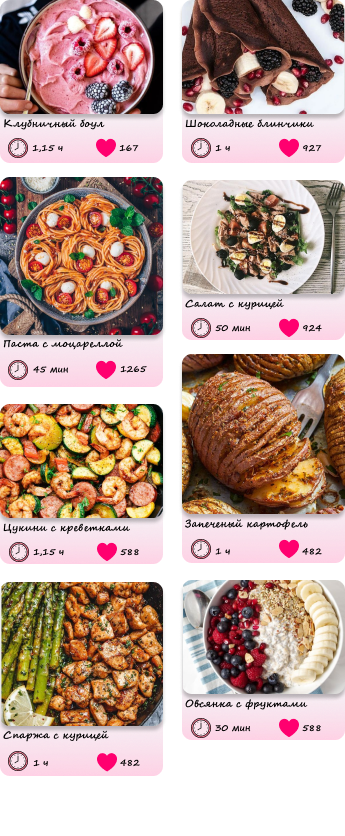 Клубничный боул
1,15 ч 167
Шоколадные блинчики
1 ч 927
Паста с моцареллой
45 мин 1265
Салат с курицей
50 мин 924
Цукини с креветками
1,15 ч 588
Запеченый картофель
1 ч 482
Спаржа с курицей
1 ч 482
Овсянка с фруктами
30 мин 588